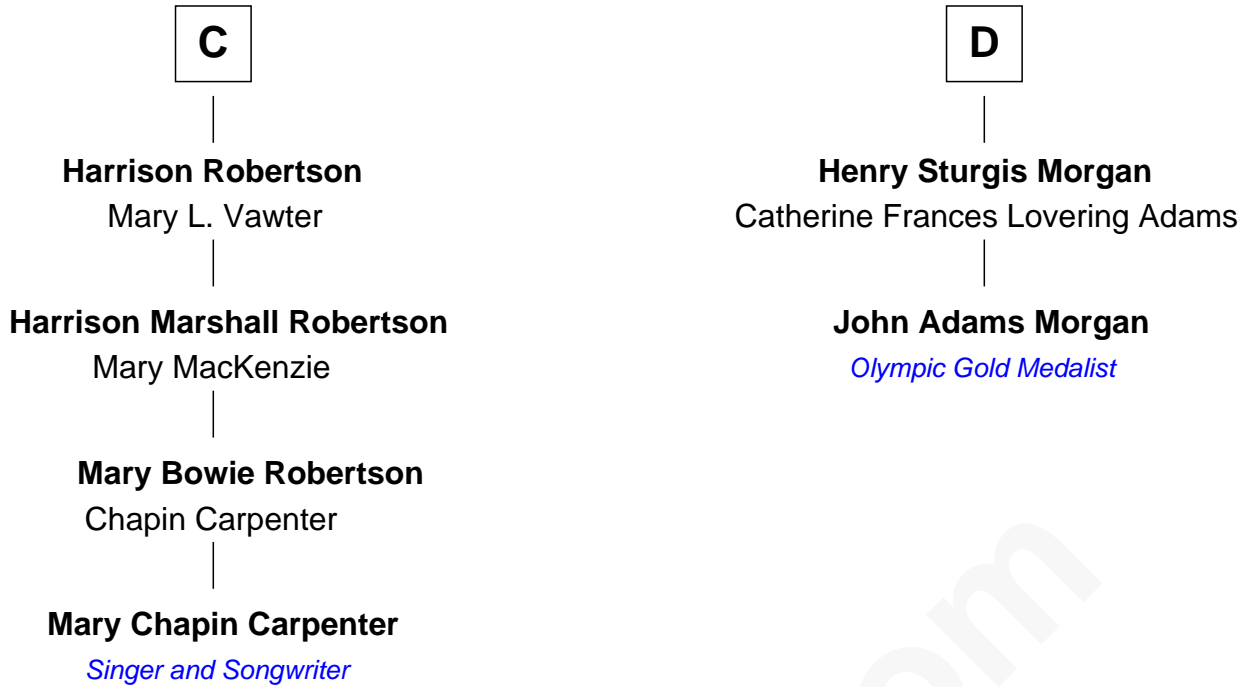 C
Harrison Robertson
Mary L. Vawter
Harrison Marshall Robertson
Mary MacKenzie
Mary Bowie Robertson
Chapin Carpenter
Mary Chapin Carpenter
Singer and Songwriter
D
Henry Sturgis Morgan
Catherine Frances Lovering Adams
John Adams Morgan
Olympic Gold Medalist
om